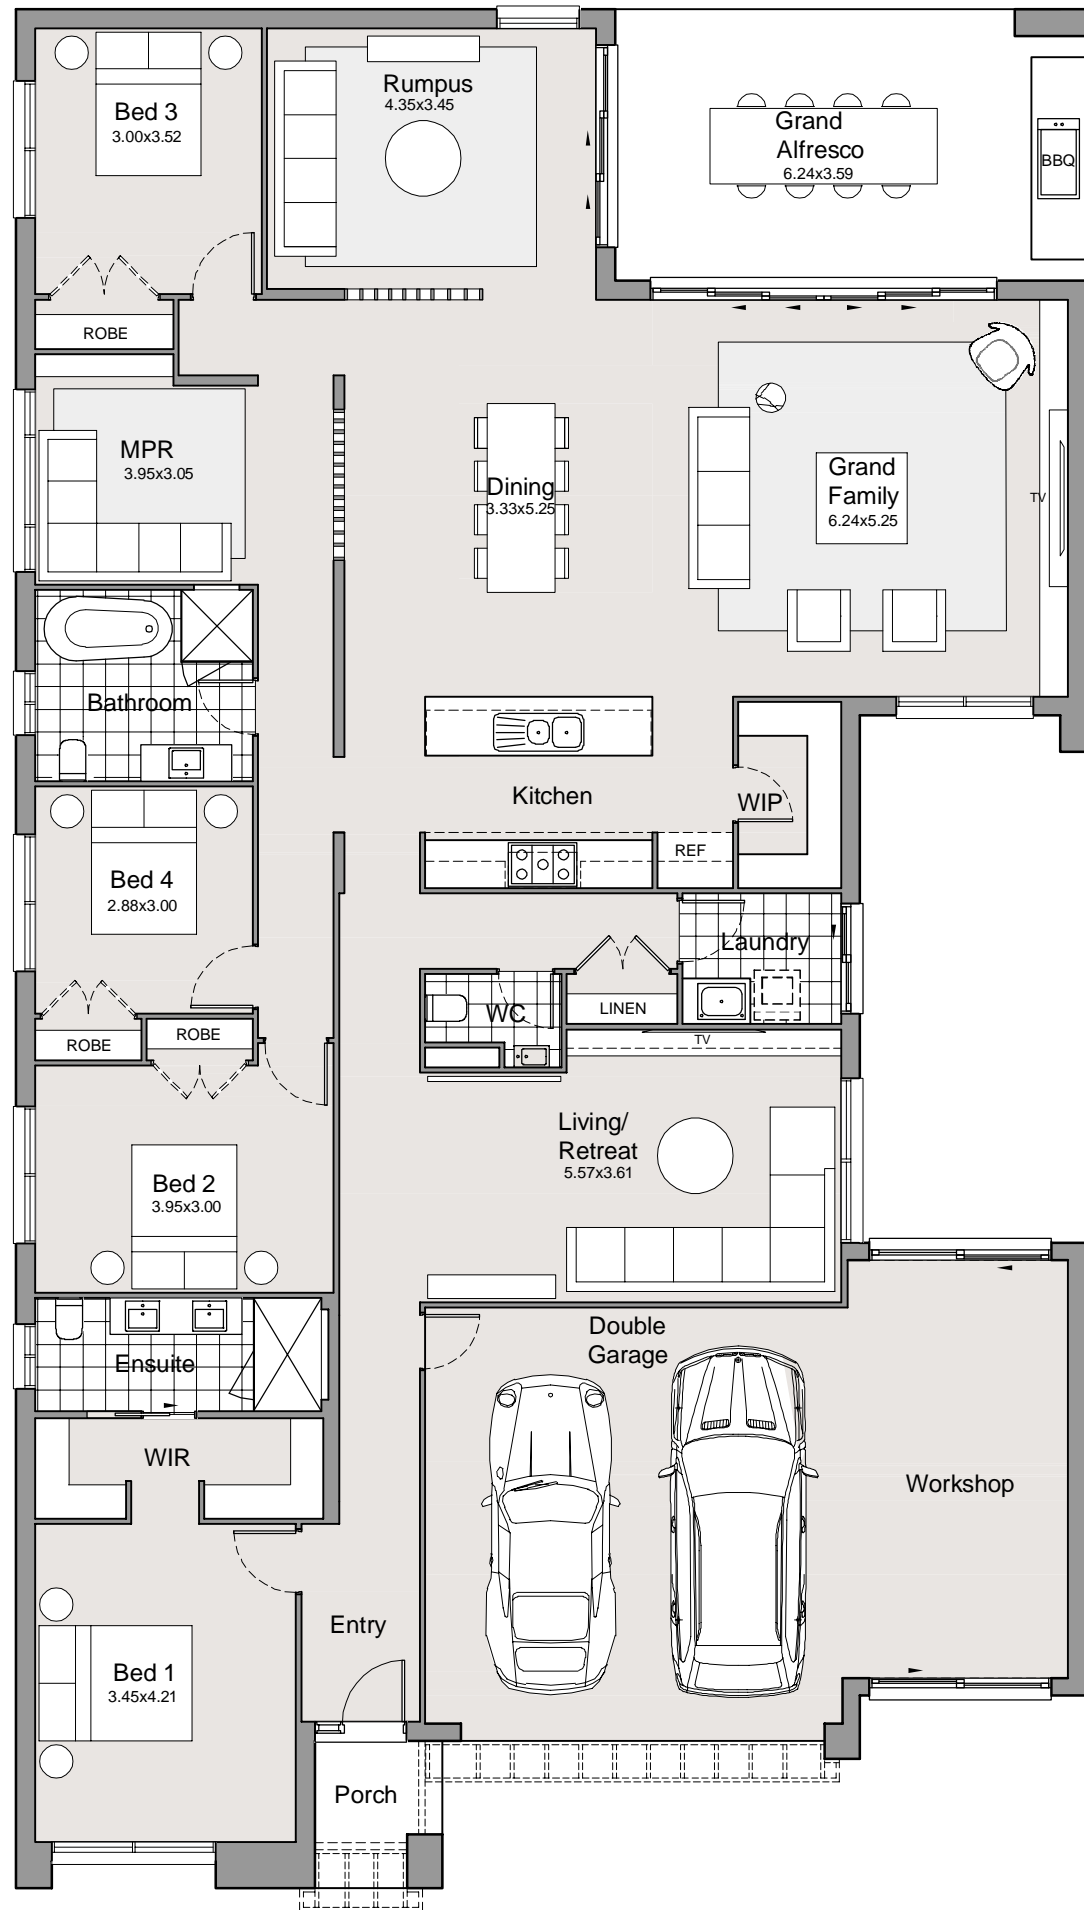 Bed 3
3.00x3.52
Rumpus
4.35x3.45
Grand
Alfresco
6.24x3.59
BBQ
ROBE
MPR
3.95x3.05
Dining
3.33x5.25
Grand
Family
6.24x5.25
TV
Bathroom
Kitchen
WIP
REF
Bed 4
2.88x3.00
Laundry
WC
LINEN
ROBE
ROBE
TV
Living/
Retreat
5.57x3.61
Bed 2
3.95x3.00
Double
Garage
Ensuite
WIR
Workshop
Entry
Bed 1
3.45x4.21
Porch